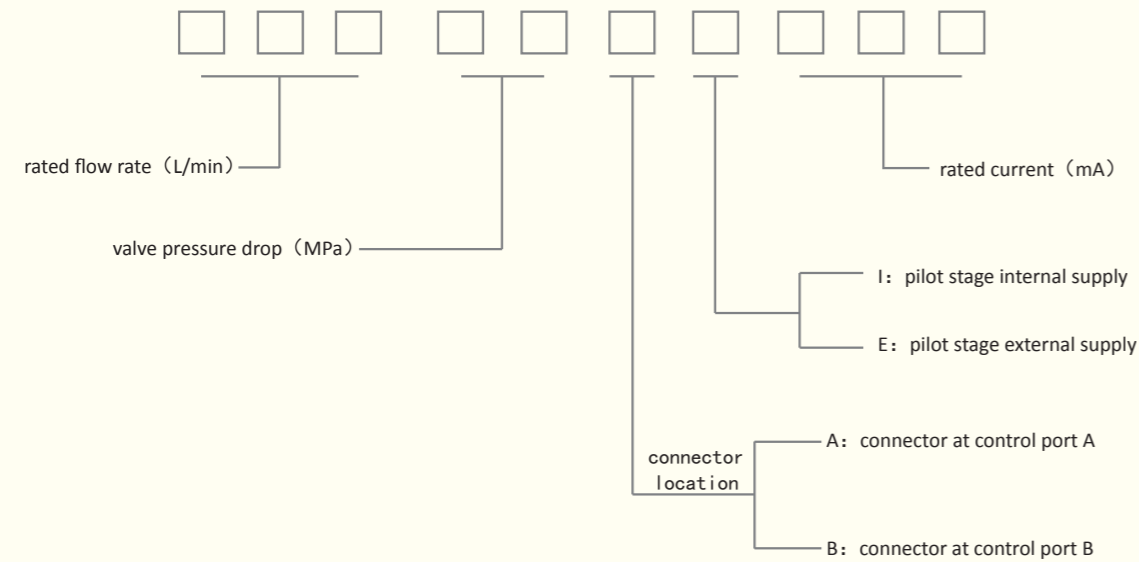 rated flow rate（L/min）
rated current（mA）
valve pressure drop（MPa）
I：pilot stage internal supply
E：pilot stage external supply
A：connector at control port A
connector
location
B：connector at control port B